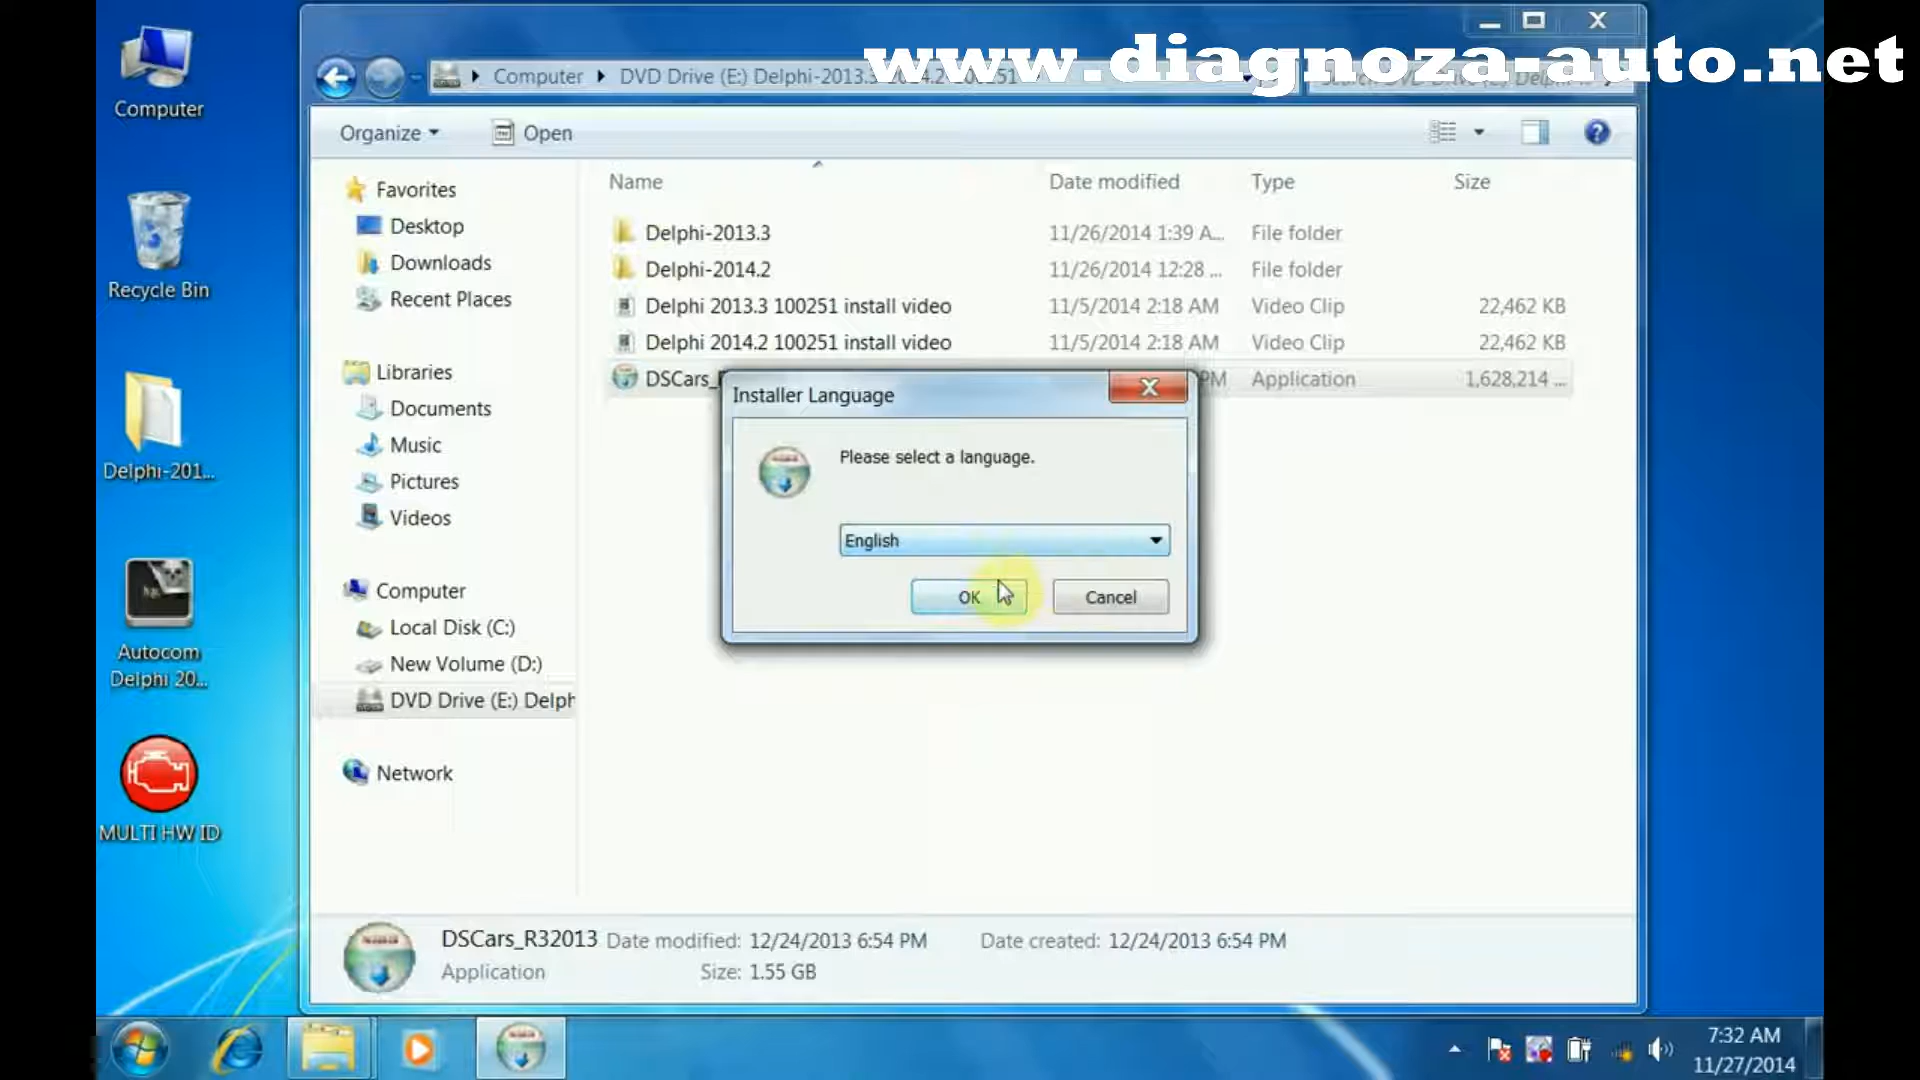 www.diagnoza-auto.net
Computer
Computer DVD Drive (E:) Delphi-2013.3
Organize Open
Name Date modified Type Size
Favorites
Desktop
Downloads
Recent Places
Libraries
Documents
Music
Pictures
Videos
Computer
Local Disk (C:)
New Volume (D:)
DVD Drive (E:) Delph
Network
Delphi-2013.3 11/26/2014 1:39 A... File folder
Delphi-2014.2 11/26/2014 12:28 ... File folder
Delphi 2013.3 100251 install video 11/5/2014 2:18 AM Video Clip 22,462 KB
Delphi 2014.2 100251 install video 11/5/2014 2:18 AM Video Clip 22,462 KB
DSCars_ PM Application 1,628,214 ...
Installer Language
Please select a language.
English
OK Cancel
Recycle Bin
Delphi-201...
Autocom
Delphi 20...
MULTI HW ID
DSCars_R32013 Date modified: 12/24/2013 6:54 PM Date created: 12/24/2013 6:54 PM
Application Size: 1.55 GB
7:32 AM
11/27/2014